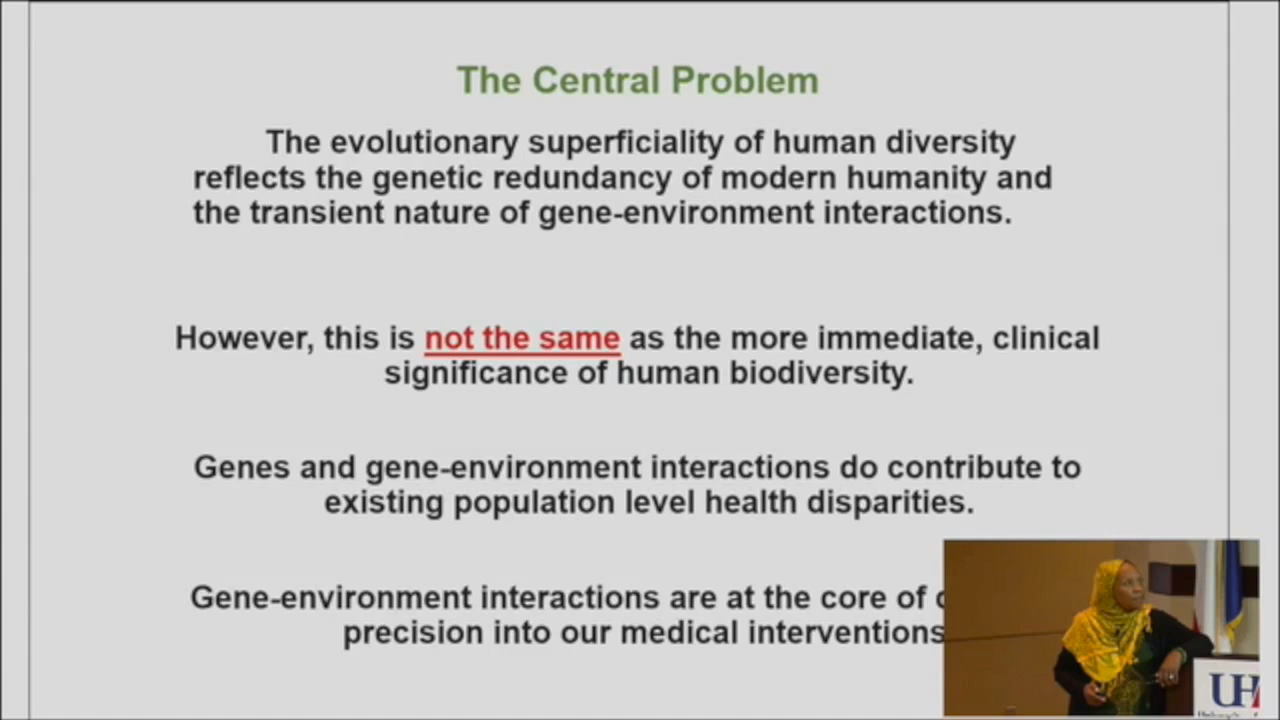 The Central Problem
The evolutionary superficiality of human diversity
reflects the genetic redundancy of modern humanity and
the transient nature of gene-environment interactions.
However, this is not the same as the more immediate, clinical
significance of human biodiversity.
Genes and gene-environment interactions do contribute to
existing population level health disparities.
Gene-environment interactions are at the core of
precision into our medical interventions